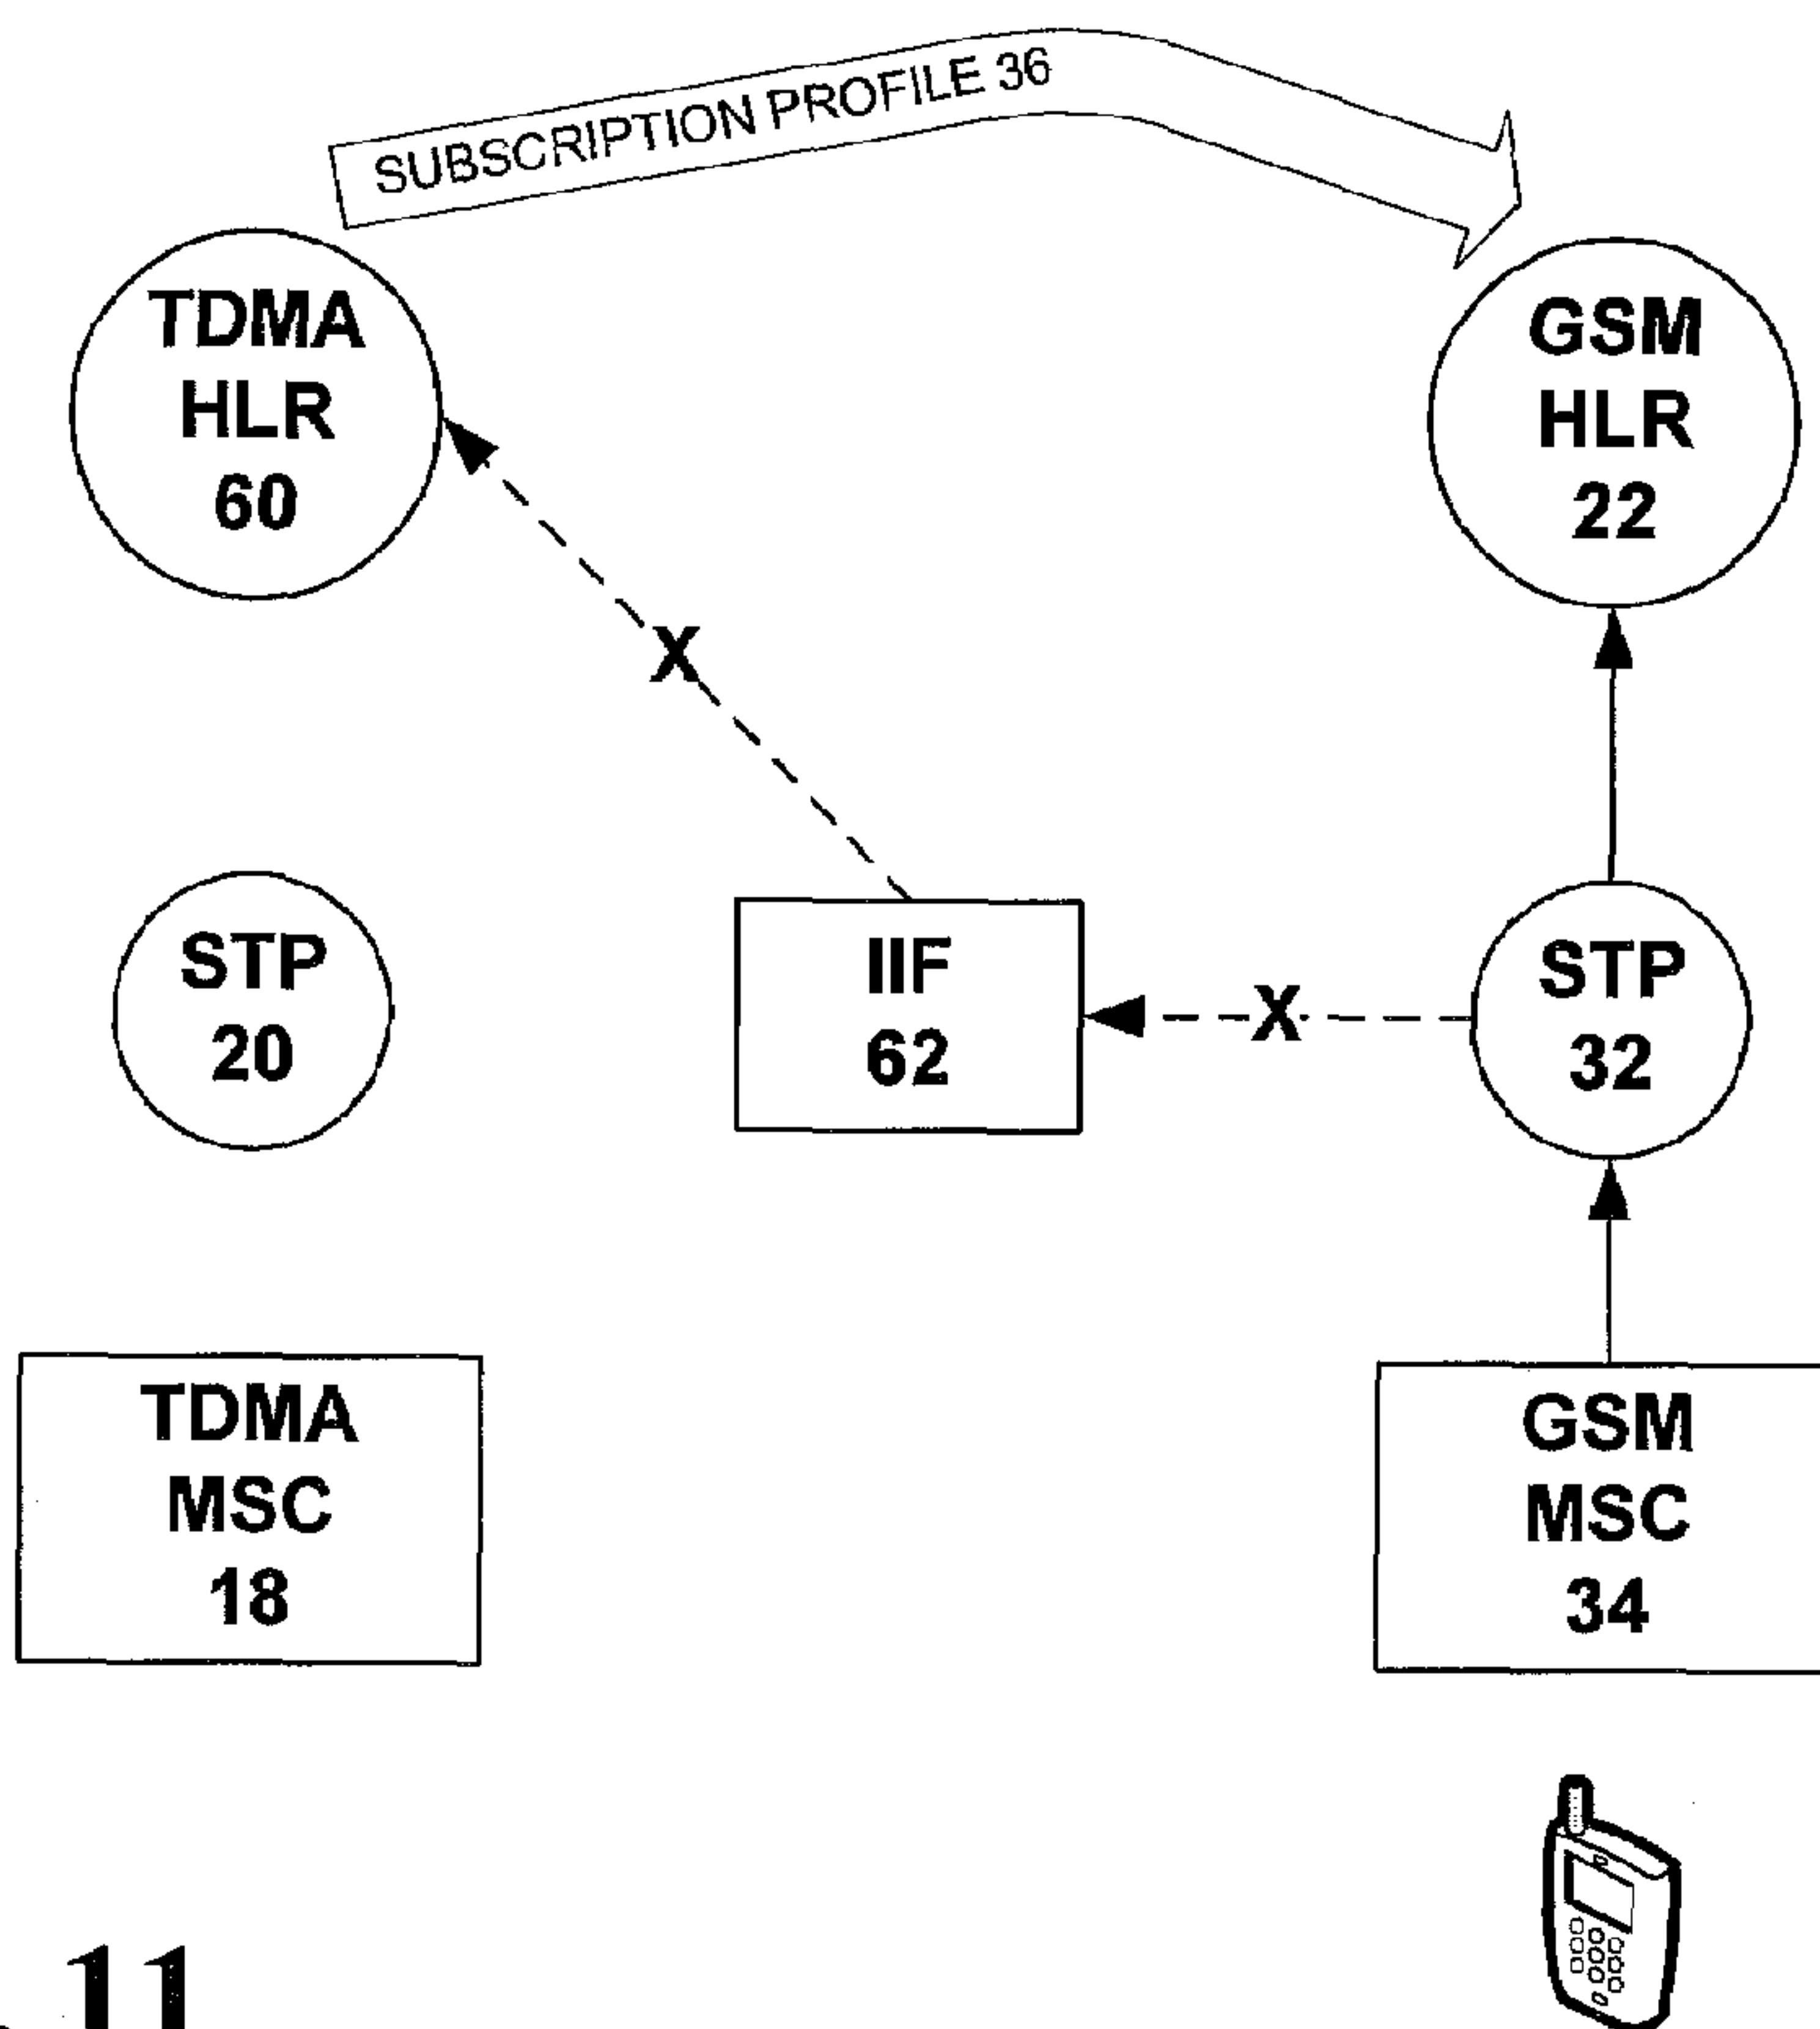 SUBSCRIPTION PROFILE 36
TDMA
HLR
60
GSM
HLR
22
X
STP
20
IIF
62
X
STP
32
TDMA
MSC
18
GSM
MSC
34
11